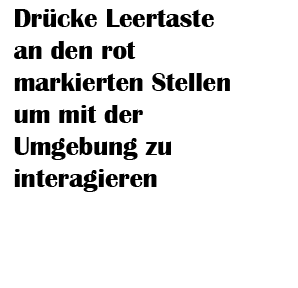 Drücke Leertaste
an den rot
markierten Stellen
um mit der
Umgebung zu
interagieren